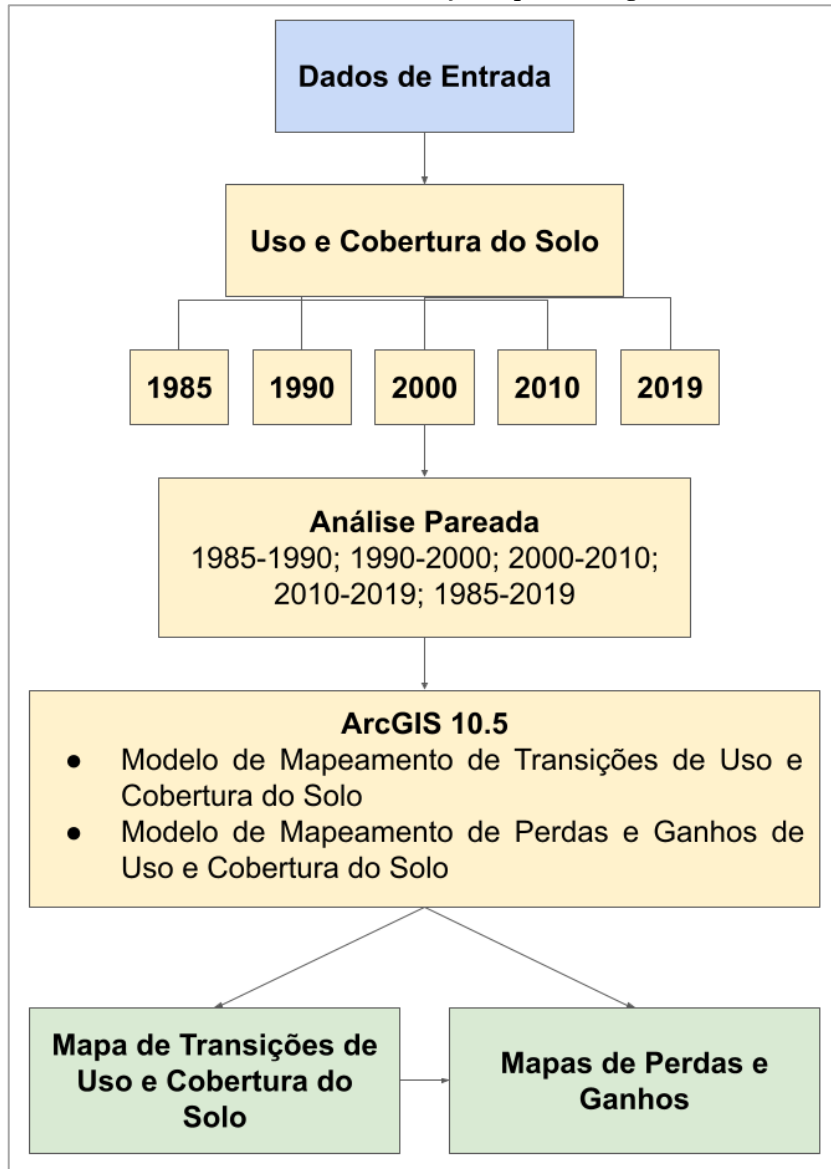 Dados de Entrada
Uso e Cobertura do Solo
1985
1990
2000
2010
2019
Análise Pareada
1985-1990; 1990-2000; 2000-2010;
2010-2019; 1985-2019
ArcGIS 10.5
● Modelo de Mapeamento de Transições de Uso e
Cobertura do Solo
● Modelo de Mapeamento de Perdas e Ganhos de
Uso e Cobertura do Solo
Mapa de Transições de
Uso e Cobertura do
Solo
Mapas de Perdas e
Ganhos